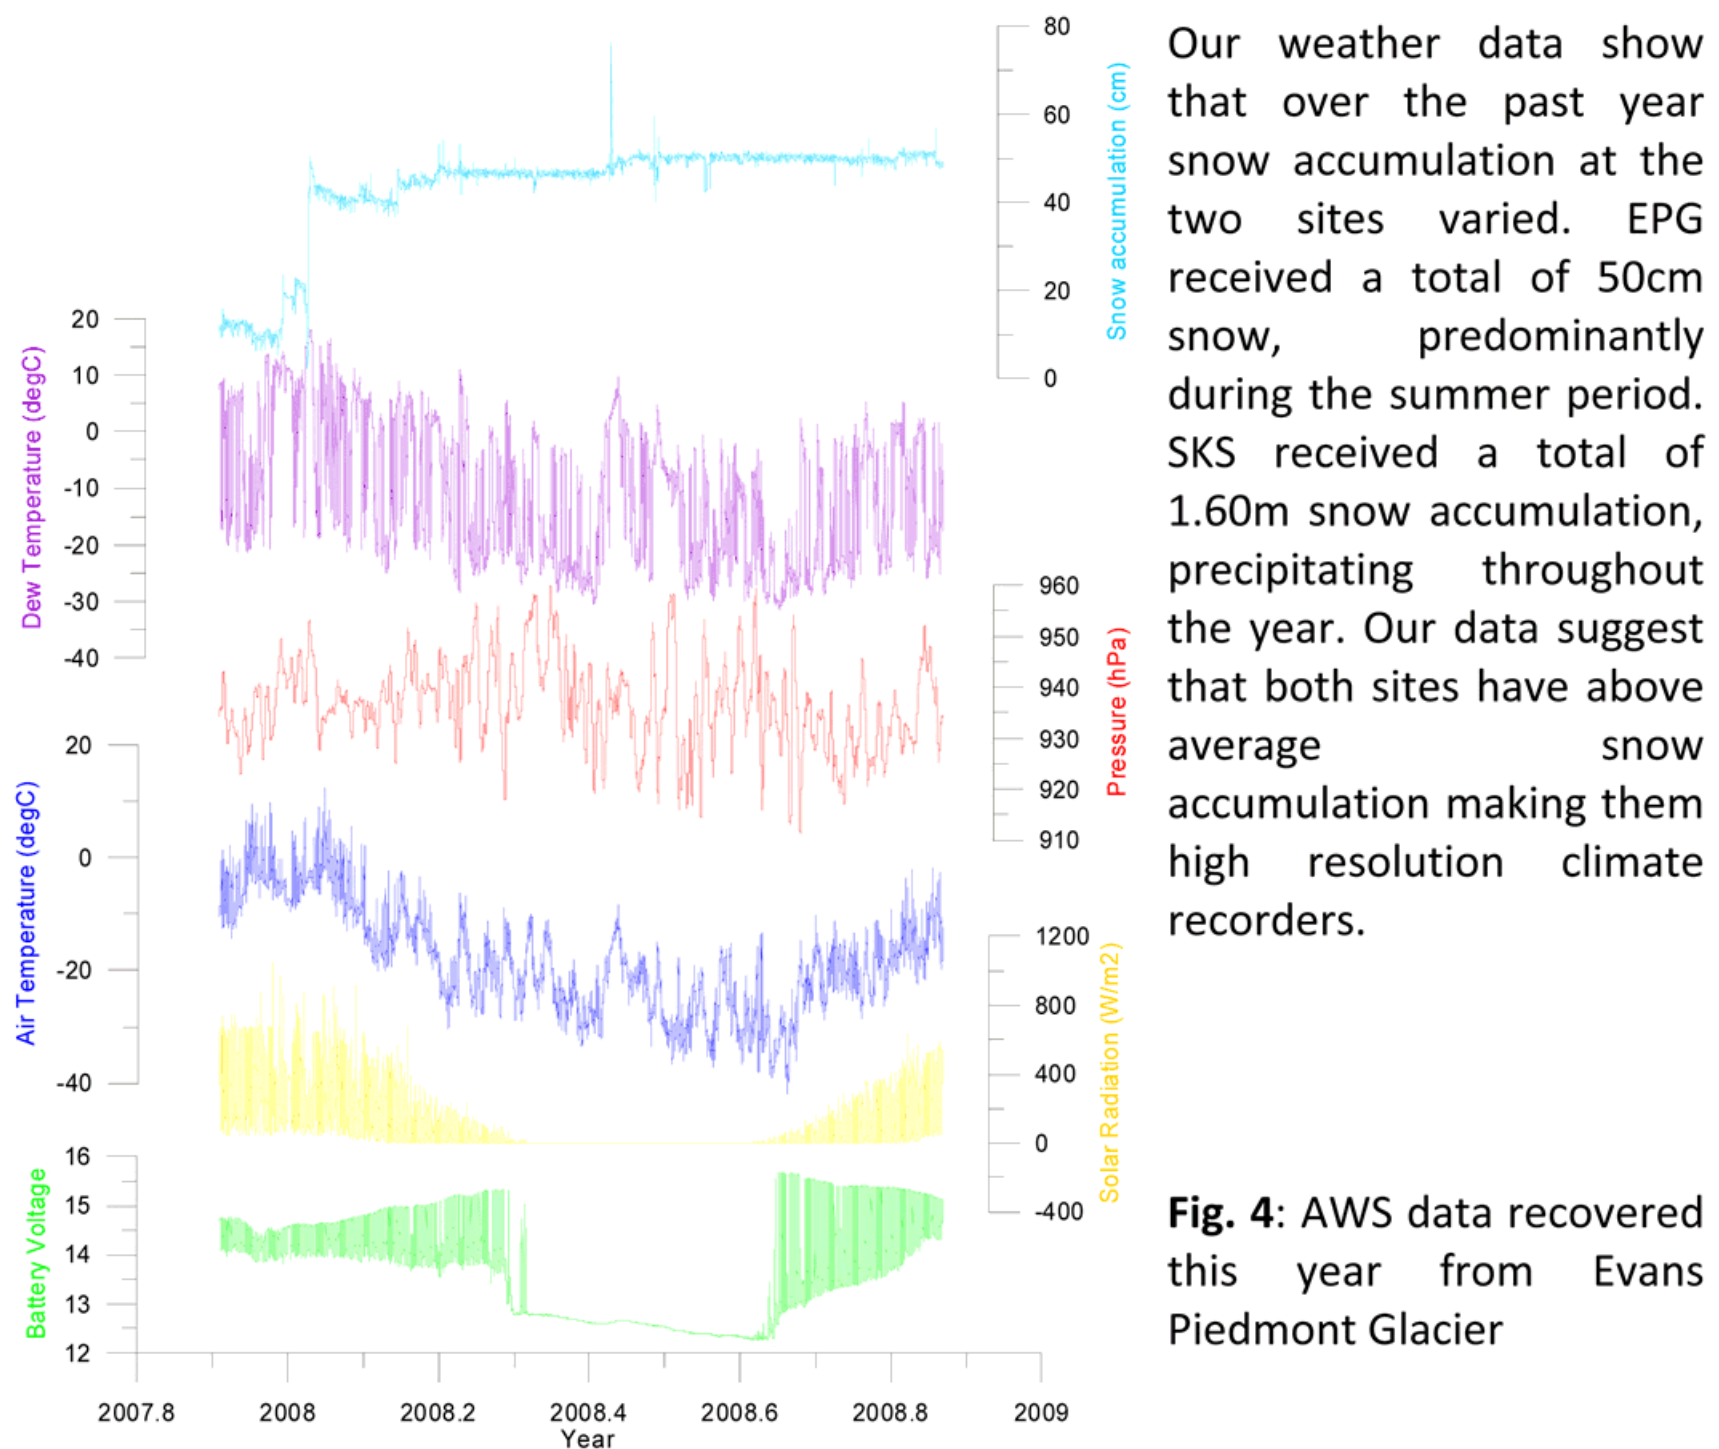 80
60
40
20
0
Snow accumulation (cm)
20
10
0
-10
-20
-30
-40
Dew Temperature (degC)
960
950
940
930
920
910
Pressure (hPa)
20
0
-20
-40
Air Temperature (degC)
1200
800
400
0
-400
Solar Radiation (W/m2)
16
15
14
13
12
Battery Voltage
2007.8 2008 2008.2 2008.4 2008.6 2008.8 2009
Year
Our weather data show
that over the past year
snow accumulation at the
two sites varied. EPG
received a total of 50cm
snow, predominantly
during the summer period.
SKS received a total of
1.60m snow accumulation,
precipitating throughout
the year. Our data suggest
that both sites have above
average snow
accumulation making them
high resolution climate
recorders.
Fig. 4: AWS data recovered
this year from Evans
Piedmont Glacier